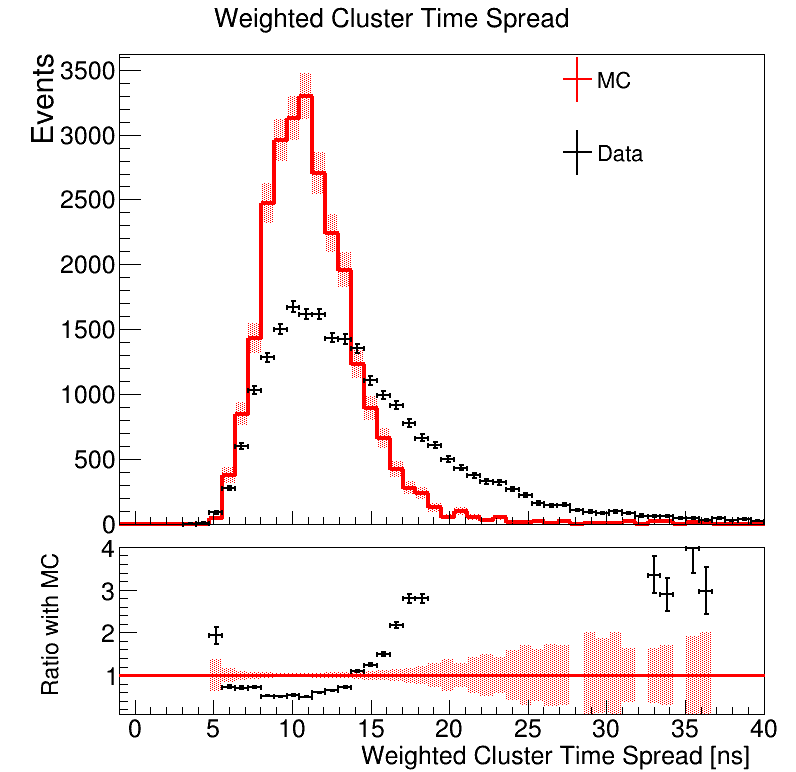 Weighted Cluster Time Spread
Events
3500
3000
2500
2000
1500
1000
500
0
MC
Data
Ratio with MC
4
3
2
1
0 5 10 15 20 25 30 35 40
Weighted Cluster Time Spread [ns]